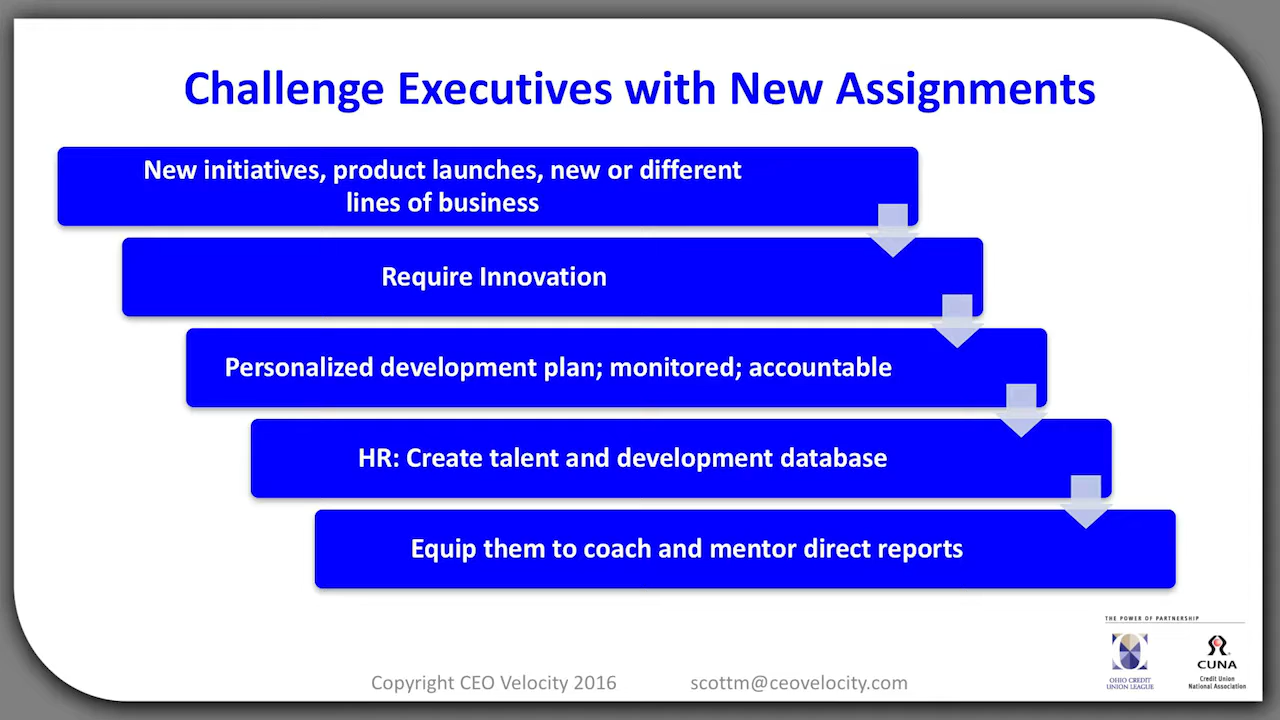 Challenge Executives with New Assignments
New initiatives, product launches, new or different
lines of business
Require Innovation
Personalized development plan; monitored; accountable
HR: Create talent and development database
Equip them to coach and mentor direct reports
THE POWER OF PARTNERSHIP
OHIO CREDIT
UNION LEAGUE
CUNA
Credit Union
National Association
Copyright CEO Velocity 2016 scottm@ceovelocity.com